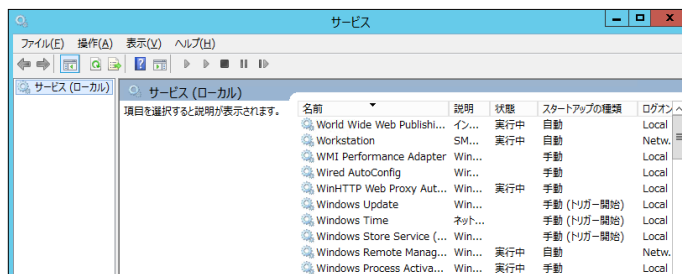 サービス
ファイル(F) 操作(A) 表示(V) ヘルプ(H)
サービス (ローカル)
サービス (ローカル)
項目を選択すると説明が表示されます。
名前 説明 状態 スタートアップの種類 ログオン
World Wide Web Publishi... イン... 実行中 自動 Local
Workstation SM... 実行中 自動 Netw.
WMI Performance Adapter Win... 手動 Local
Wired AutoConfig Wir... 手動 Local
WinHTTP Web Proxy Aut... Win... 実行中 手動 Local
Windows Update Win... 手動 (トリガー開始) Local
Windows Time ネット... 手動 (トリガー開始) Local
Windows Store Service (... Win... 手動 (トリガー開始) Local
Windows Remote Manag... Win... 実行中 自動 Netw.
Windows Process Activa... Win... 実行中 手動 Local